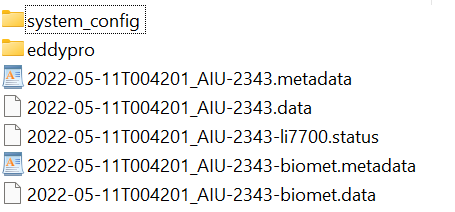 system_config
eddypro
2022-05-11T004201_AIU-2343.metadata
2022-05-11T004201_AIU-2343.data
2022-05-11T004201_AIU-2343-li7700.status
2022-05-11T004201_AIU-2343-biomet.metadata
2022-05-11T004201_AIU-2343-biomet.data